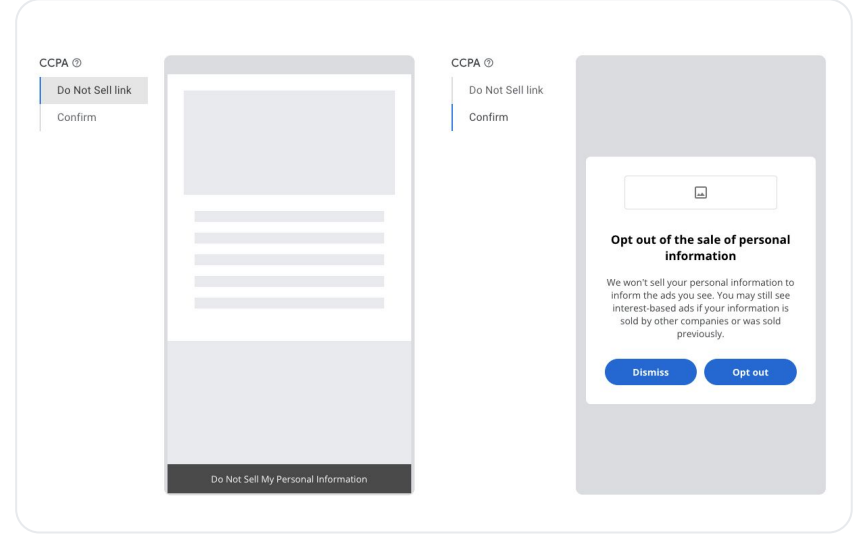 CCPA
Do Not Sell link
Confirm
Do Not Sell My Personal Information
CCPA
Do Not Sell link
Confirm
Opt out of the sale of personal
information
We won't sell your personal information to
inform the ads you see. You may still see
interest-based ads if your information is
sold by other companies or was sold
previously.
Dismiss
Opt out